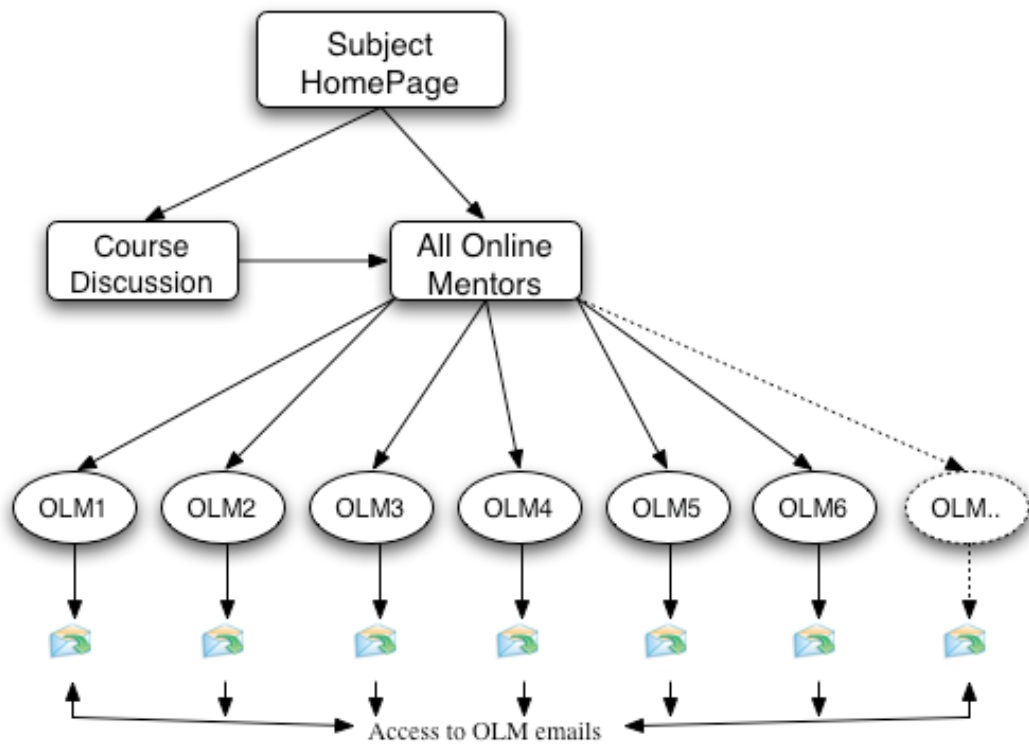 Subject
HomePage
Course
Discussion
All Online
Mentors
OLM1
OLM2
OLM3
OLM4
OLM5
OLM6
OLM..
Access to OLM emails